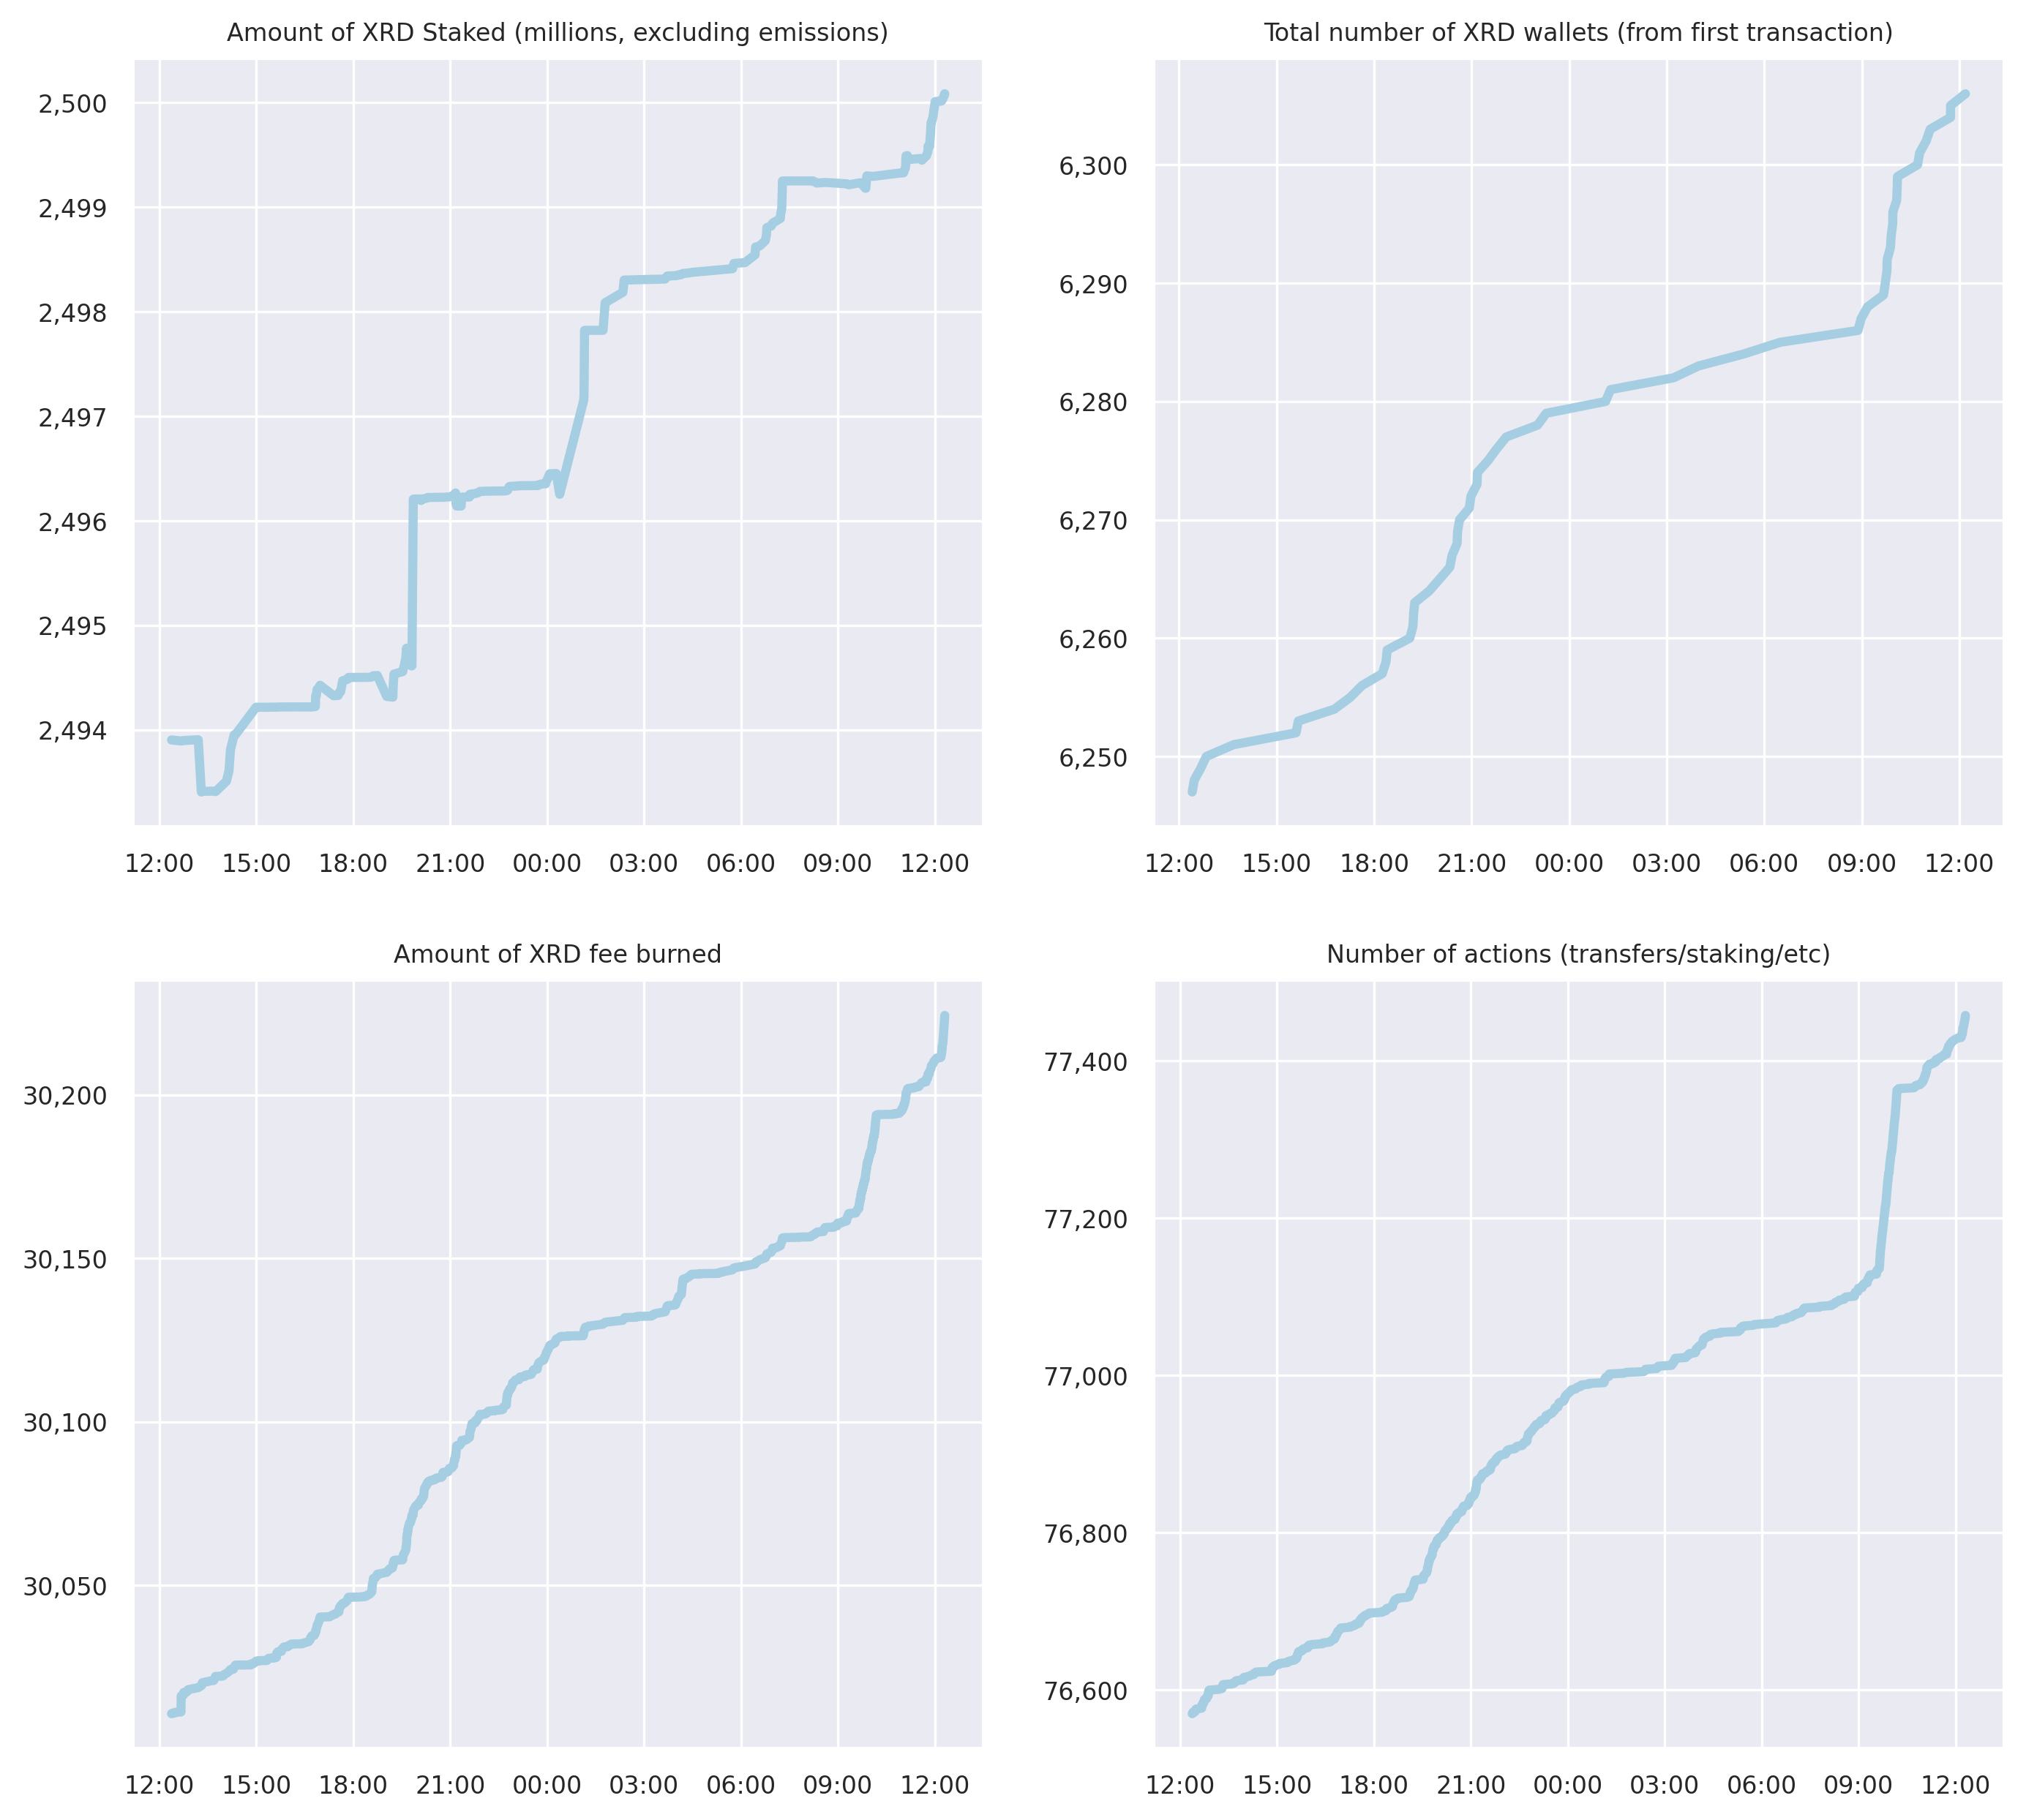 Amount of XRD Staked (millions, excluding emissions)
2,500
2,499
2,498
2,497
2,496
2,495
2,494
12:00 15:00 18:00 21:00 00:00 03:00 06:00 09:00 12:00
Total number of XRD wallets (from first transaction)
6,300
6,290
6,280
6,270
6,260
6,250
12:00 15:00 18:00 21:00 00:00 03:00 06:00 09:00 12:00
Amount of XRD fee burned
30,200
30,150
30,100
30,050
12:00 15:00 18:00 21:00 00:00 03:00 06:00 09:00 12:00
Number of actions (transfers/staking/etc)
77,400
77,200
77,000
76,800
76,600
12:00 15:00 18:00 21:00 00:00 03:00 06:00 09:00 12:00